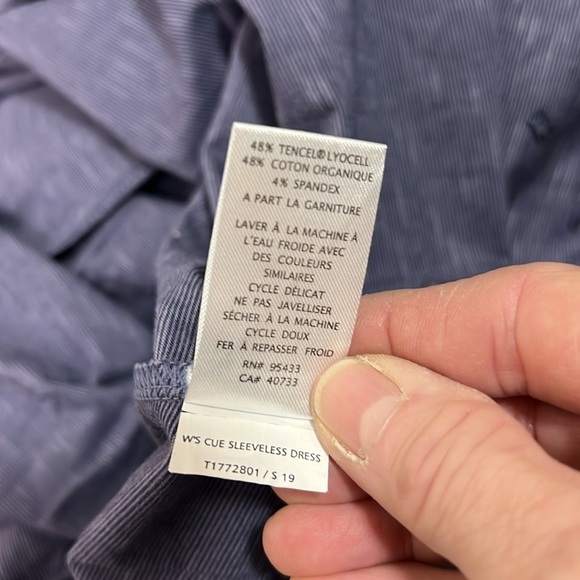 48% TENCEL®LYOCELL
48% COTON ORGANIQUE
4% SPANDEX
A PART LA GARNITURE
LAVER À LA MACHINE À
L'EAU FROIDE AVEC
DES COULEURS
SIMILAIRES
CYCLE DÉLICAT
NE PAS JAVELLISER
SÉCHER À LA MACHINE
CYCLE DOUX
FER À REPASSER FROID
RN# 95433
CA# 40733
W'S CUE SLEEVELESS DRESS
T1772801 / S 19